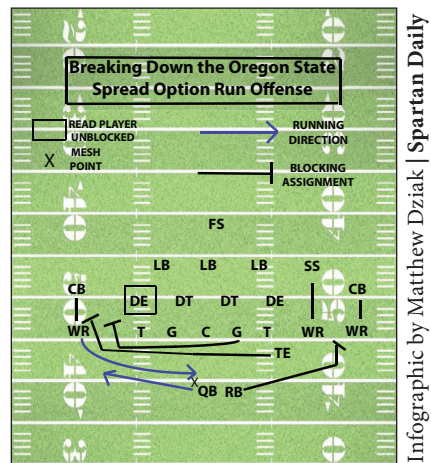 Breaking Down the Oregon State
Spread Option Run Offense
READ PLAYER
UNBLOCKED
X
MESH
POINT
RUNNING
DIRECTION
BLOCKING
ASSIGNMENT
FS
LB LB LB SS
CB DE DT DT DE CB
WR T G C G T WR WR
TE
X
QB RB
Infographic by Matthew Dziak | Spartan Daily